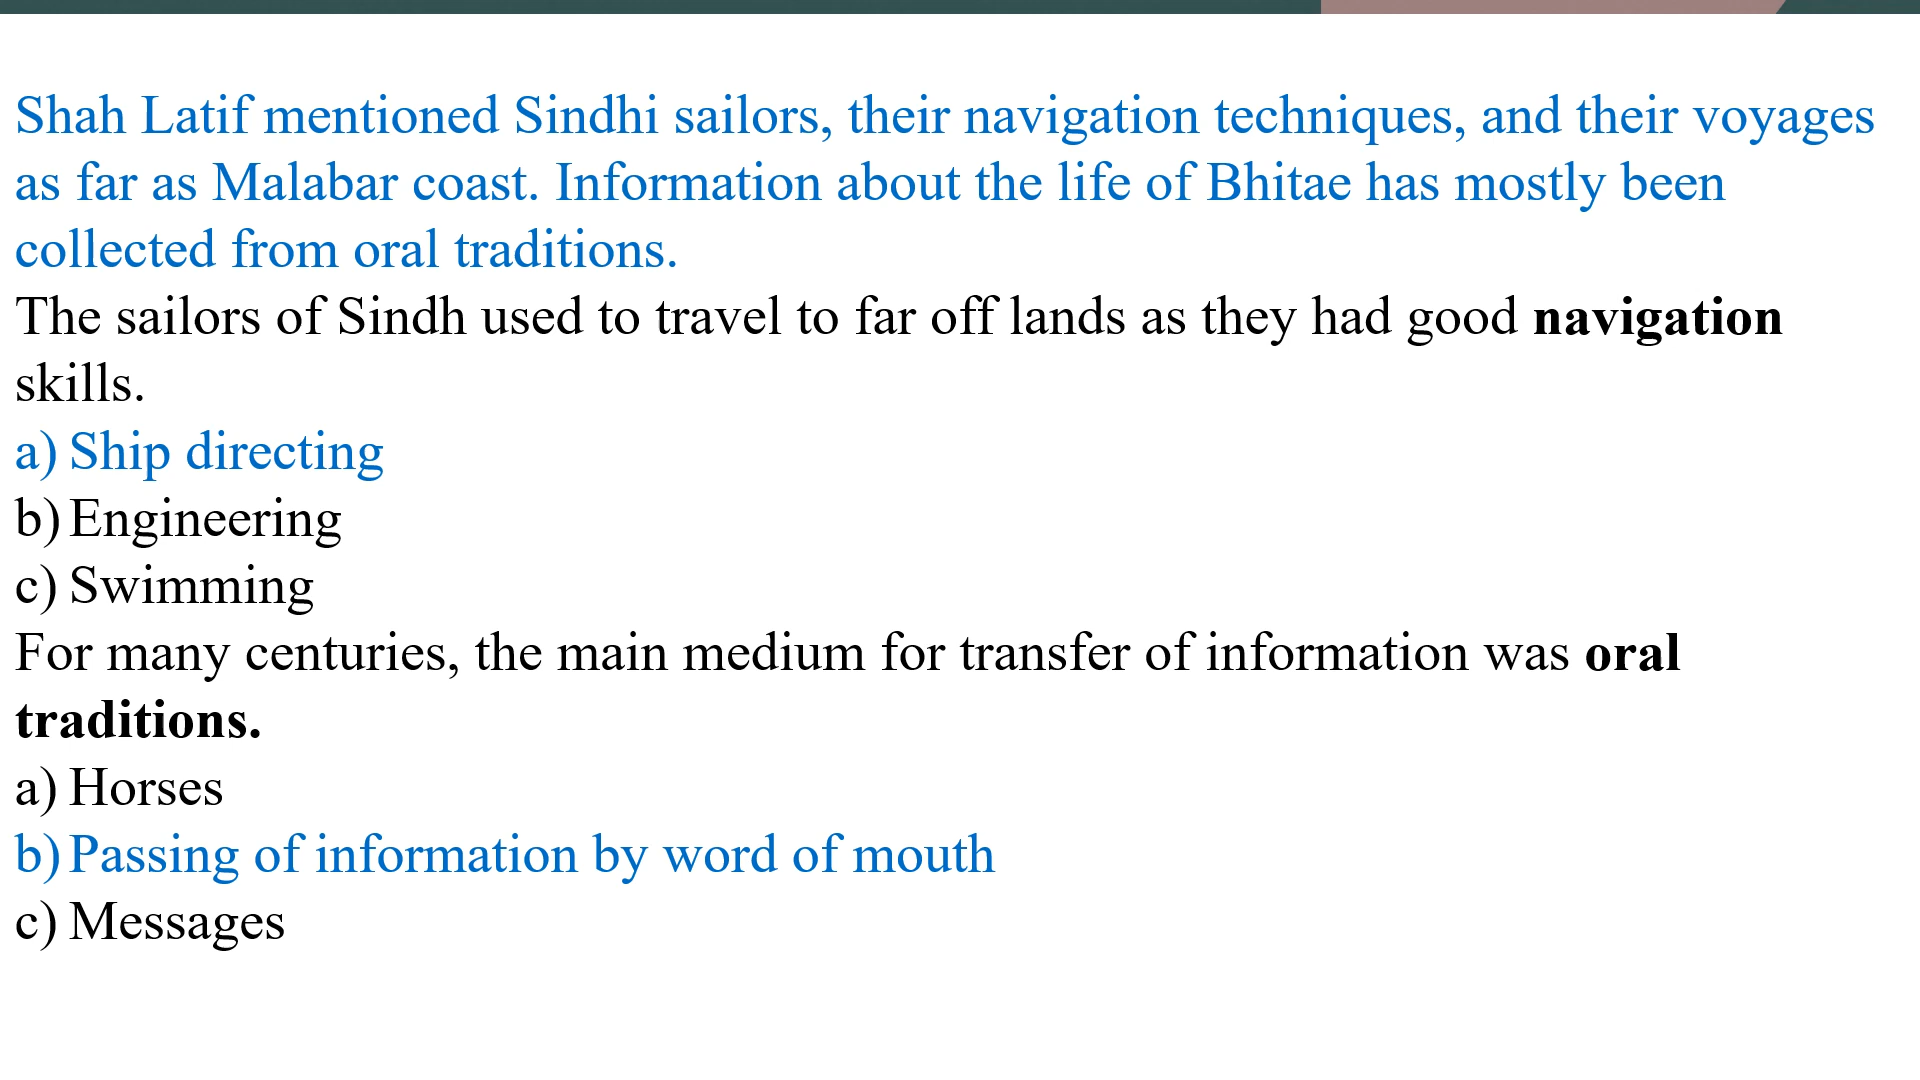 Shah Latif mentioned Sindhi sailors, their navigation techniques, and their voyages
as far as Malabar coast. Information about the life of Bhitae has mostly been
collected from oral traditions.
The sailors of Sindh used to travel to far off lands as they had good navigation
skills.
a) Ship directing
b) Engineering
c) Swimming
For many centuries, the main medium for transfer of information was oral
traditions.
a) Horses
b) Passing of information by word of mouth
c) Messages